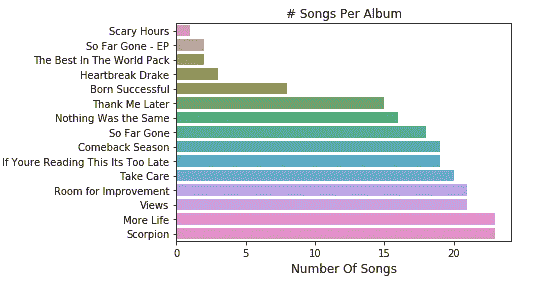 # Songs Per Album
Scary Hours
So Far Gone - EP
The Best In The World Pack
Heartbreak Drake
Born Successful
Thank Me Later
Nothing Was the Same
So Far Gone
Comeback Season
If Youre Reading This Its Too Late
Take Care
Room for Improvement
Views
More Life
Scorpion
0 5 10 15 20
Number Of Songs